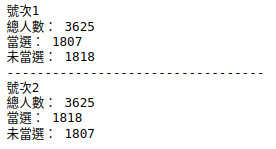 號次1
總人數： 3625
當選： 1807
未當選： 1818
----------------------------------
號次2
總人數： 3625
當選： 1818
未當選： 1807